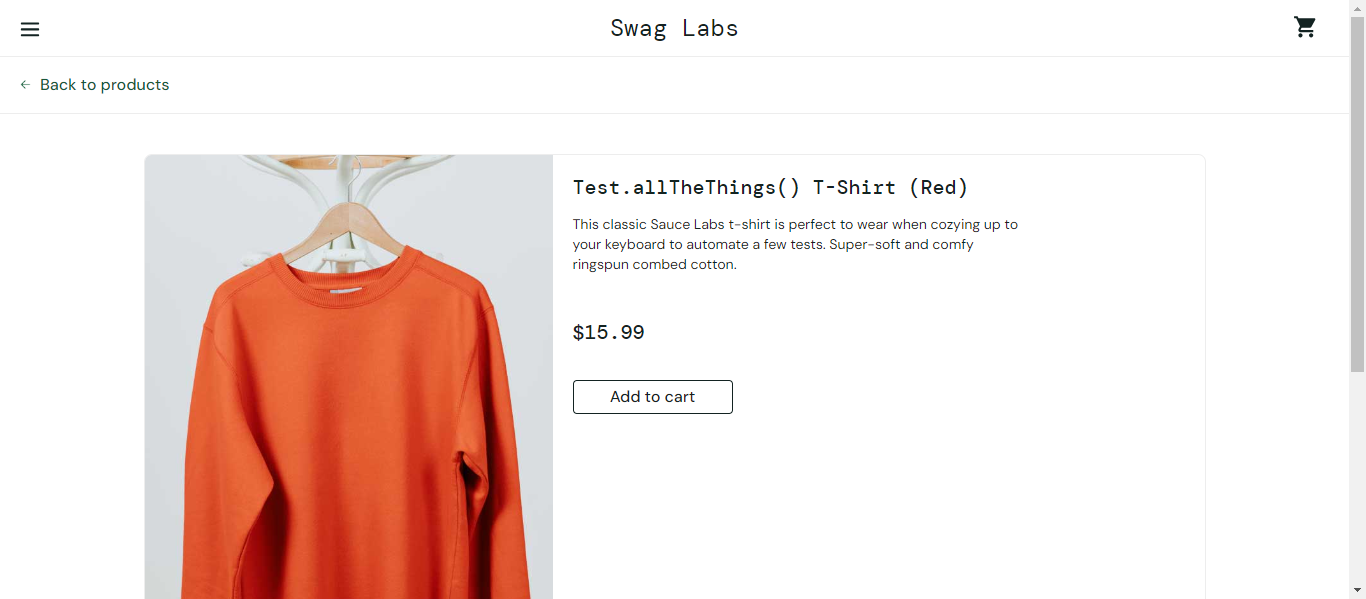 Swag Labs
Back to products
Test.allTheThings() T-Shirt (Red)
This classic Sauce Labs t-shirt is perfect to wear when cozying up to
your keyboard to automate a few tests. Super-soft and comfy
ringspun combed cotton.
$15.99
Add to cart